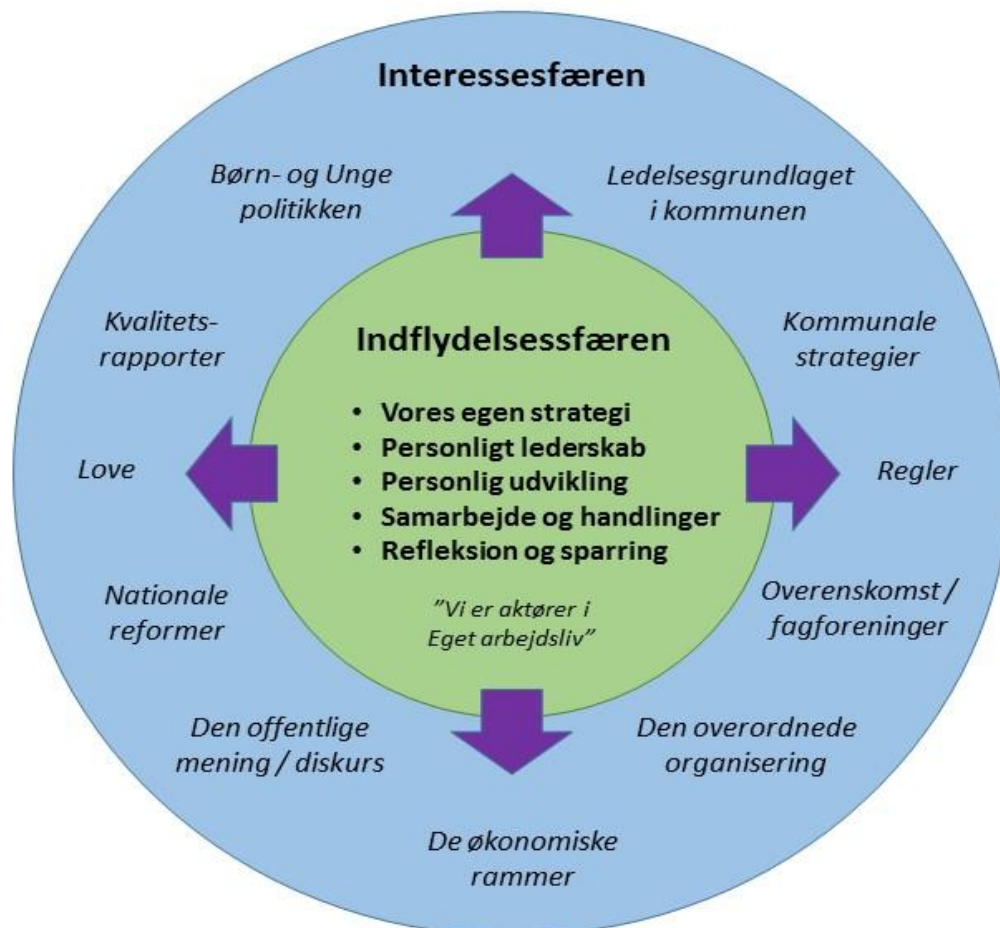 Interessesfæren
Børn- og Unge
politikken
Ledelsesgrundlaget
i kommunen
Kvalitets-
rapporter
Kommunale
strategier
Indflydelsessfæren
• Vores egen strategi
• Personligt lederskab
• Personlig udvikling
• Samarbejde og handlinger
• Refleksion og sparring
"Vi er aktører i
Eget arbejdsliv"
Love
Regler
Nationale
reformer
Overenskomst /
fagforeninger
Den offentlige
mening / diskurs
Den overordnede
organisering
De økonomiske
rammer